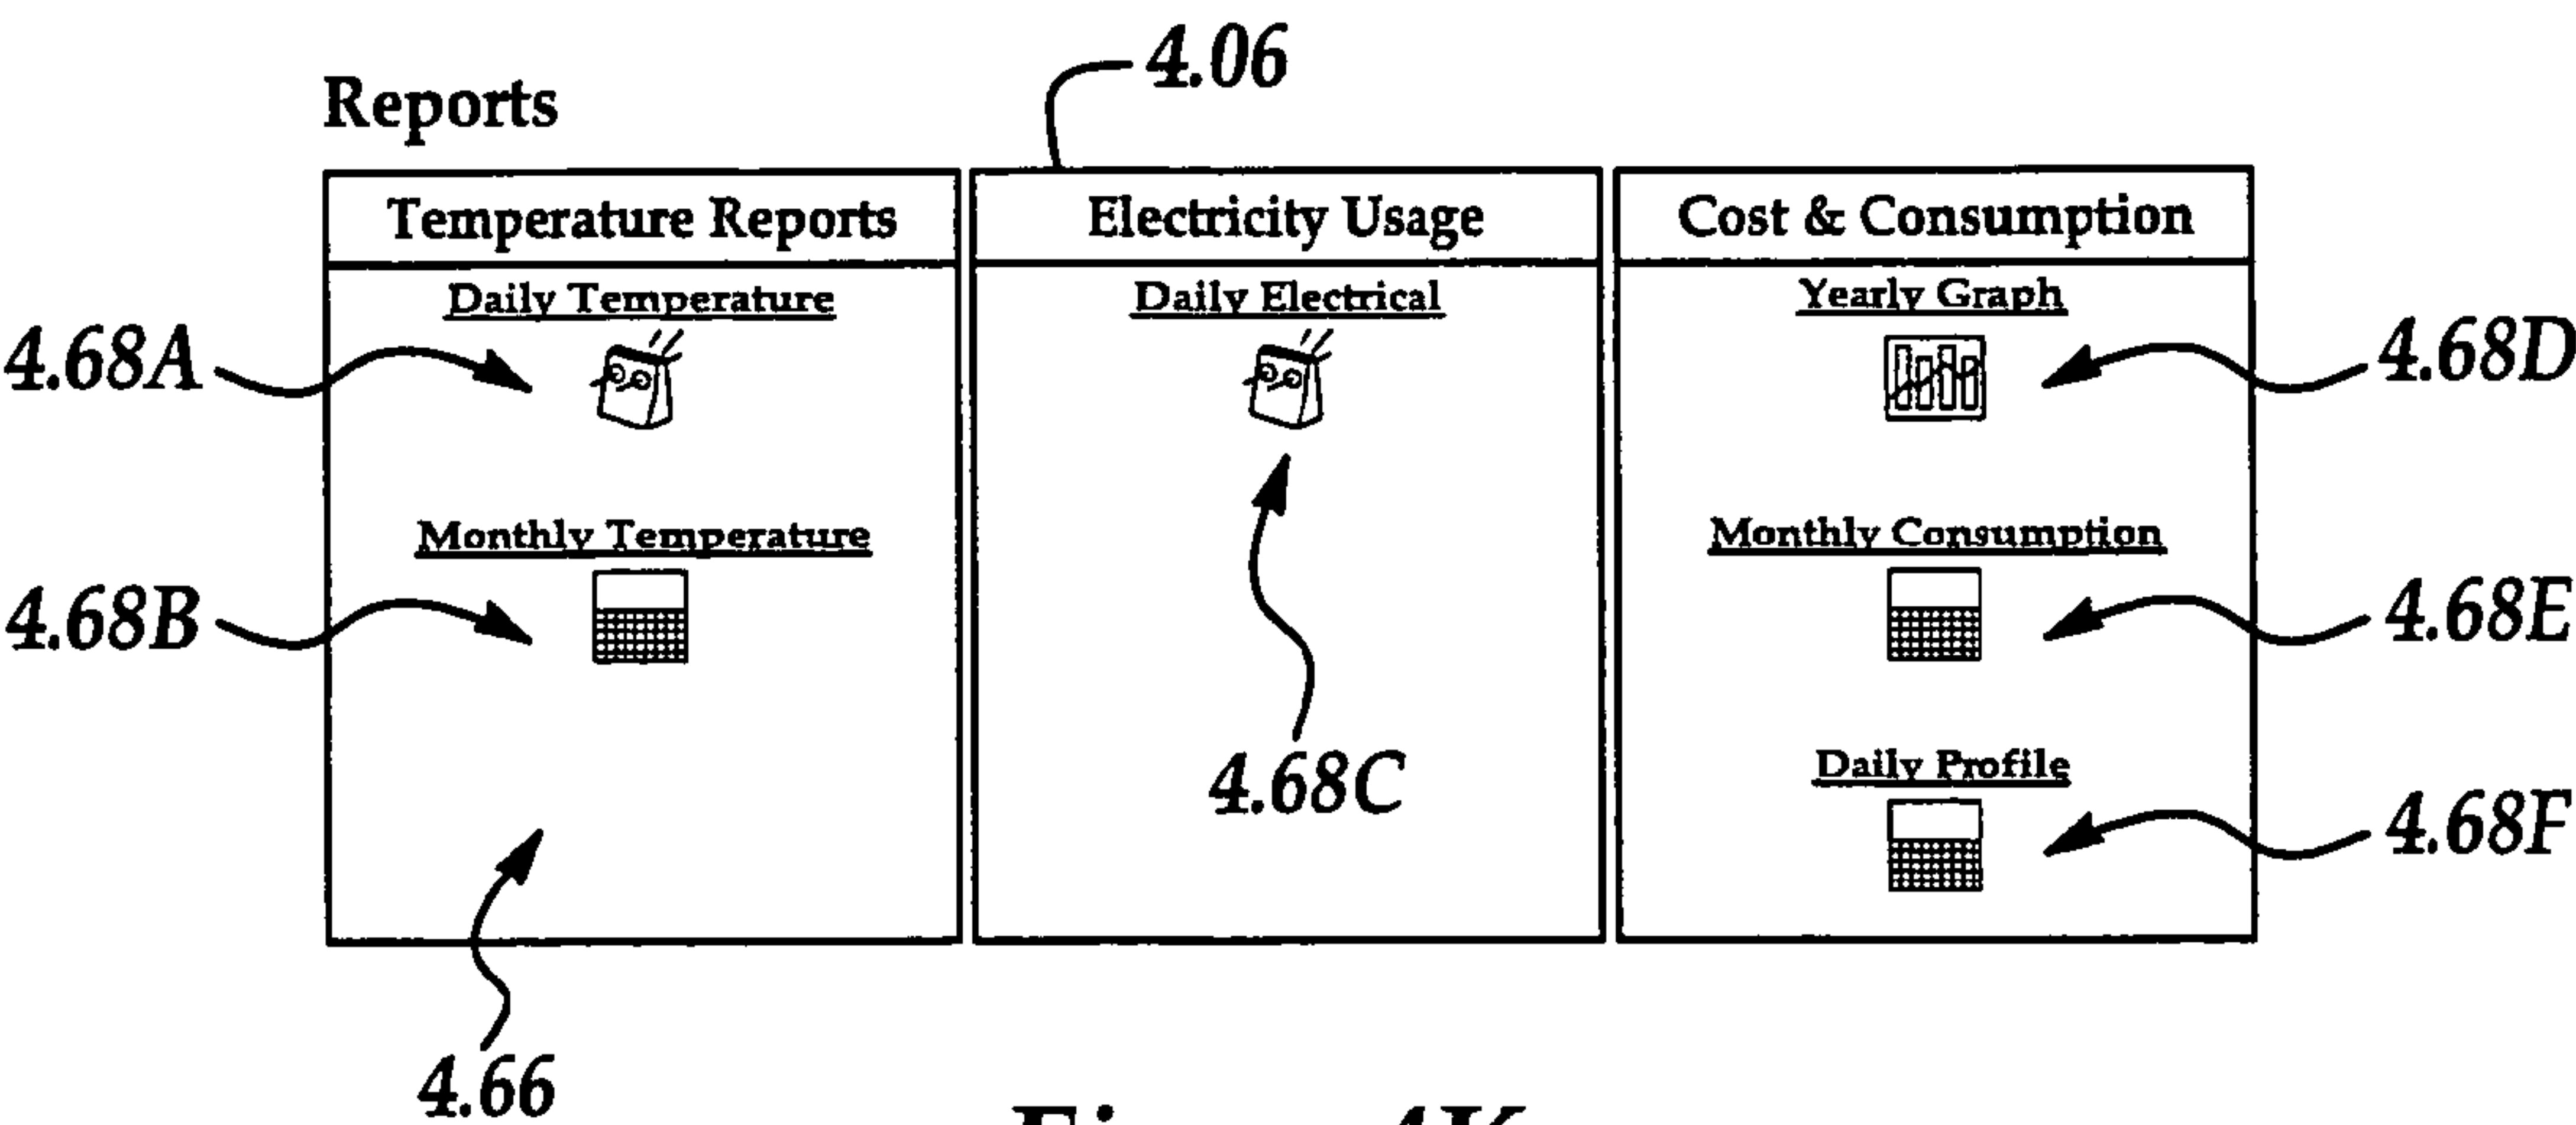 4.06
Reports
Temperature Reports
Electricity Usage
Cost & Consumption
Daily Temperature
Daily Electrical
Yearly Graph
4.68A
4.68D
Monthly Temperature
Monthly Consumption
4.68B
4.68E
4.68C
Daily Profile
4.68F
4.66